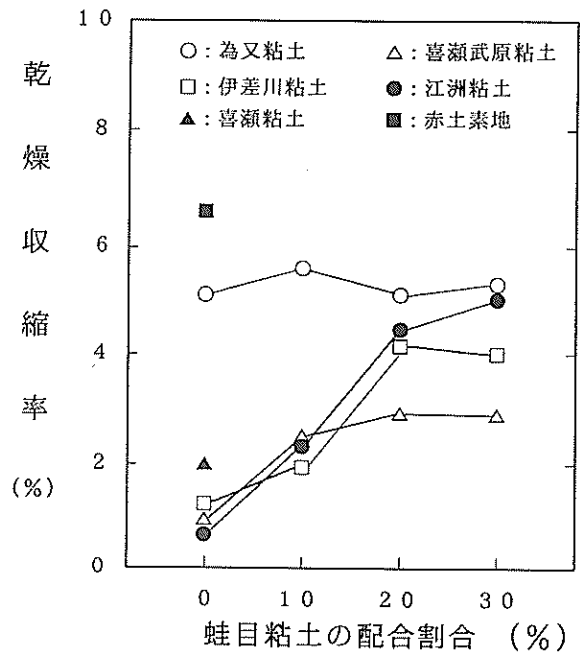 乾燥収縮率(%)
10
8
6
4
2
0
○:為又粘土 △:喜瀬武原粘土
□:伊差川粘土 ●:江洲粘土
▲:喜瀬粘土 ■:赤土素地
0 10 20 30
蛙目粘土の配合割合 (%)